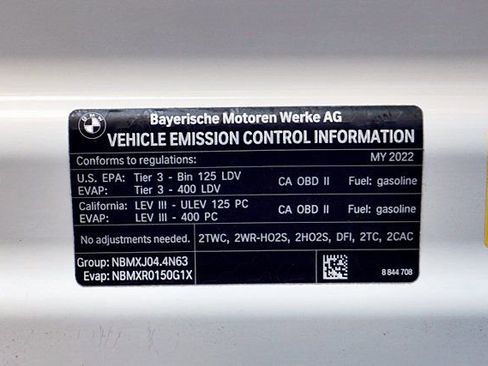 BMW
Bayerische Motoren Werke AG
VEHICLE EMISSION CONTROL INFORMATION
Conforms to regulations: MY 2022
U.S. EPA: Tier 3 - Bin 125 LDV CA OBD II Fuel: gasoline
EVAP: Tier 3 - 400 LDV
California: LEV III - ULEV 125 PC CA OBD II Fuel: gasoline
EVAP: LEV III - 400 PC
No adjustments needed. 2TWC, 2WR-HO2S, 2HO2S, DFI, 2TC, 2CAC
Group: NBMXJ04.4N63
Evap: NBMXR0150G1X 8 844 708